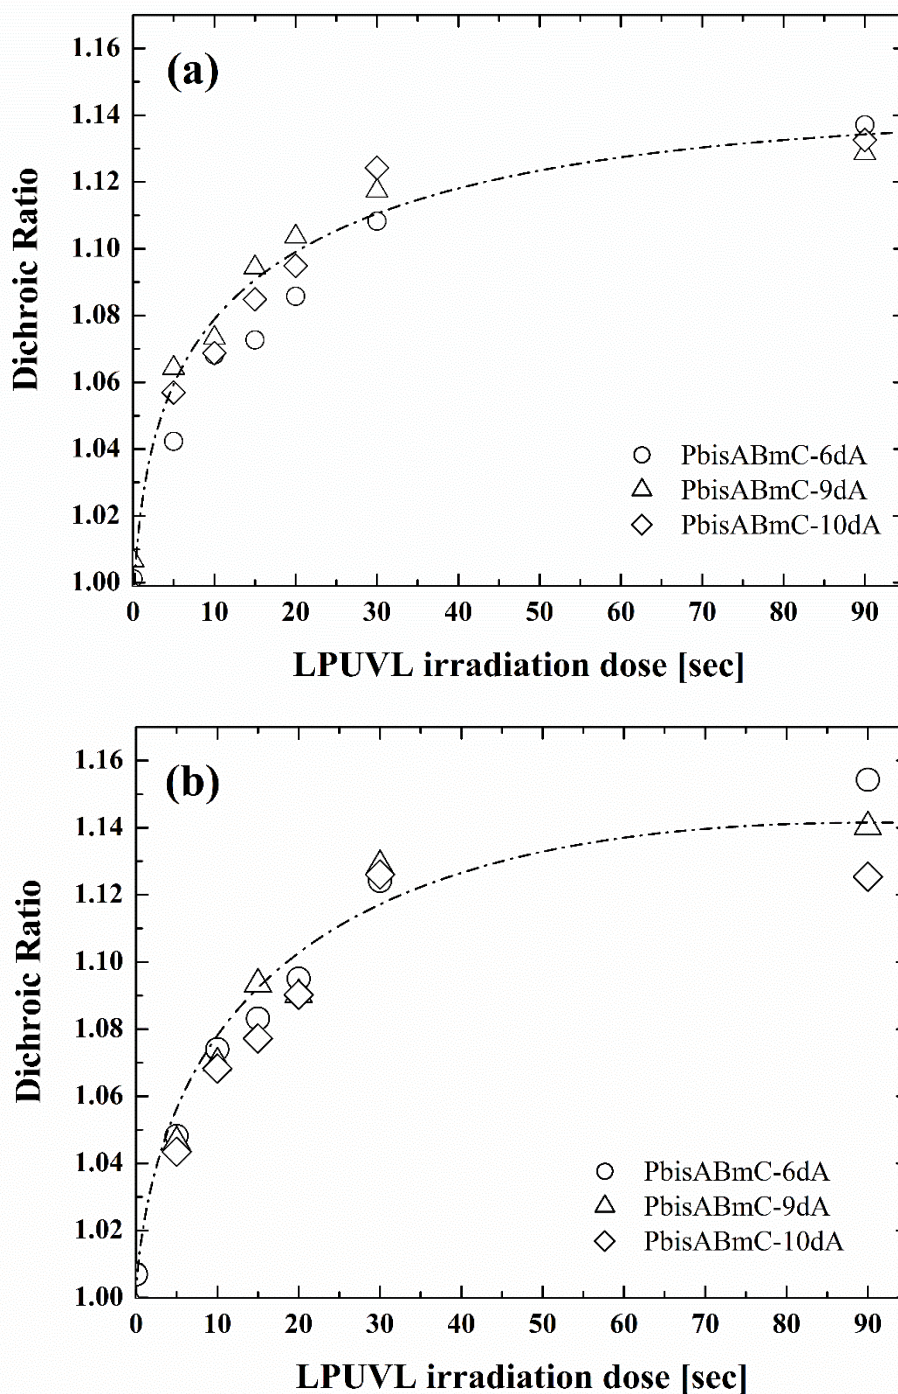 (a)
Dichroic Ratio
1.16
1.14
1.12
1.10
1.08
1.06
1.04
1.02
1.00
PbisABmC-6dA
PbisABmC-9dA
PbisABmC-10dA
0 10 20 30 40 50 60 70 80 90
LPUVL irradiation dose [sec]
(b)
Dichroic Ratio
1.16
1.14
1.12
1.10
1.08
1.06
1.04
1.02
1.00
PbisABmC-6dA
PbisABmC-9dA
PbisABmC-10dA
0 10 20 30 40 50 60 70 80 90
LPUVL irradiation dose [sec]